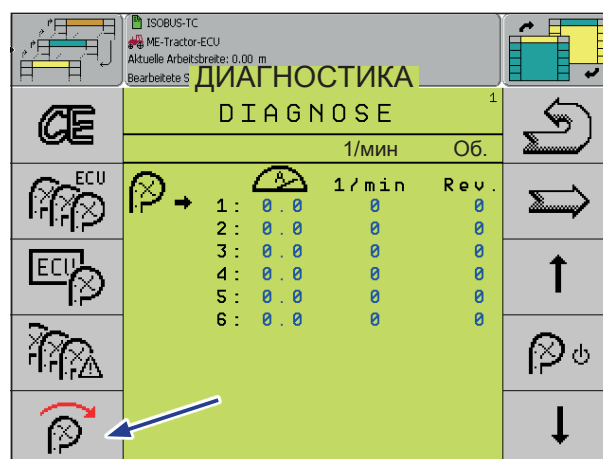 ISOBUS-TC
ME-Tractor-ECU
Aktuelle Arbeitsbreite: 0.00 m
Bearbeitete S
ДИАГНОСТИКА
DIAGNOSE
1
1/мин Об.
A 1/min Rev.
1: 0.0 0 0
2: 0.0 0 0
3: 0.0 0 0
4: 0.0 0 0
5: 0.0 0 0
6: 0.0 0 0
CE
ECU
ECU